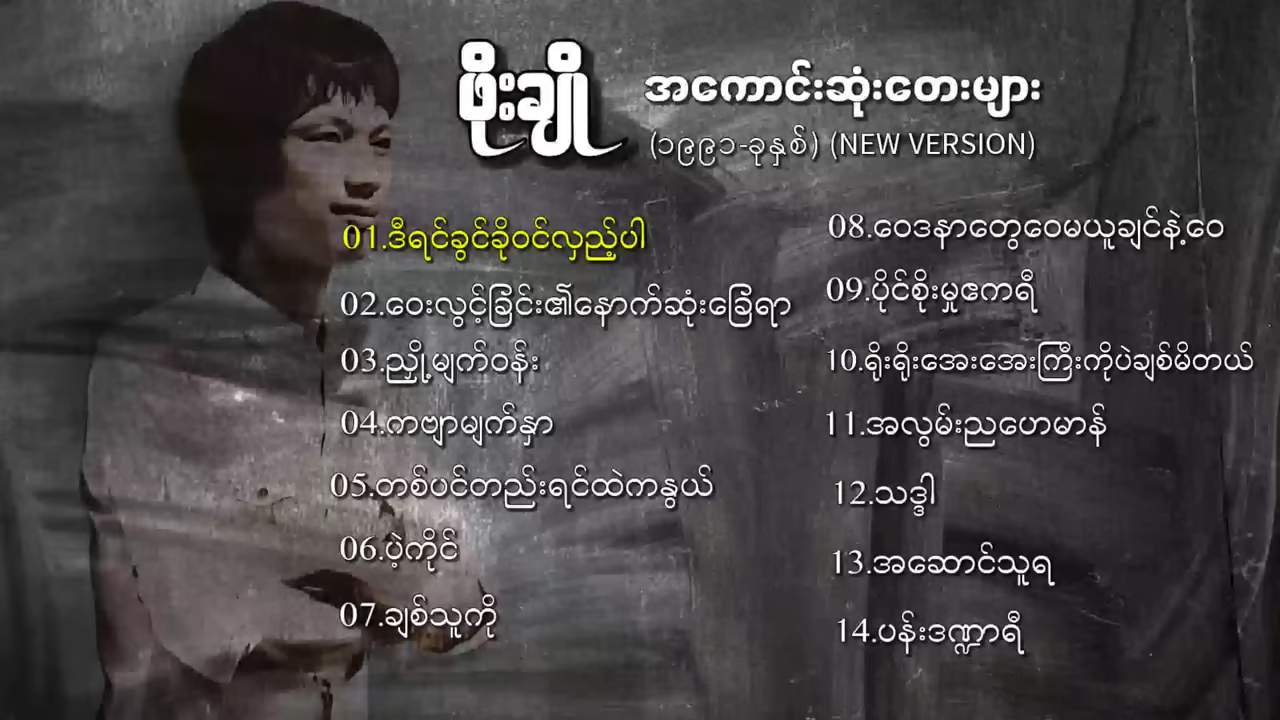 ဖိုးချို
အကောင်းဆုံးတေးများ
(၁၉၉၁-ခုနှစ်) (NEW VERSION)
01.ဒီရင်ခွင်ခိုဝင်လှည့်ပါ
02.ဝေးလွင့်ခြင်း၏နောက်ဆုံးခြေရာ
03.ညှို့မျက်ဝန်း
04.ကဗျာမျက်နှာ
05.တစ်ပင်တည်းရင်ထဲကနွယ်
06.ပွဲ့ကိုင်
07.ချစ်သူကို
08.ဝေဒနာတွေဝေမယူချင်နဲ့ဝေ
09.ပိုင်စိုးမှုဧကရီ
10.ရိုးရိုးအေးအေးကြီးကိုပဲချစ်မိတယ်
11.အလွမ်းညဟေမာန်
12.သဒ္ဒါ
13.အဆောင်သူရ
14.ပန်းဒဏ္ဍာရီ